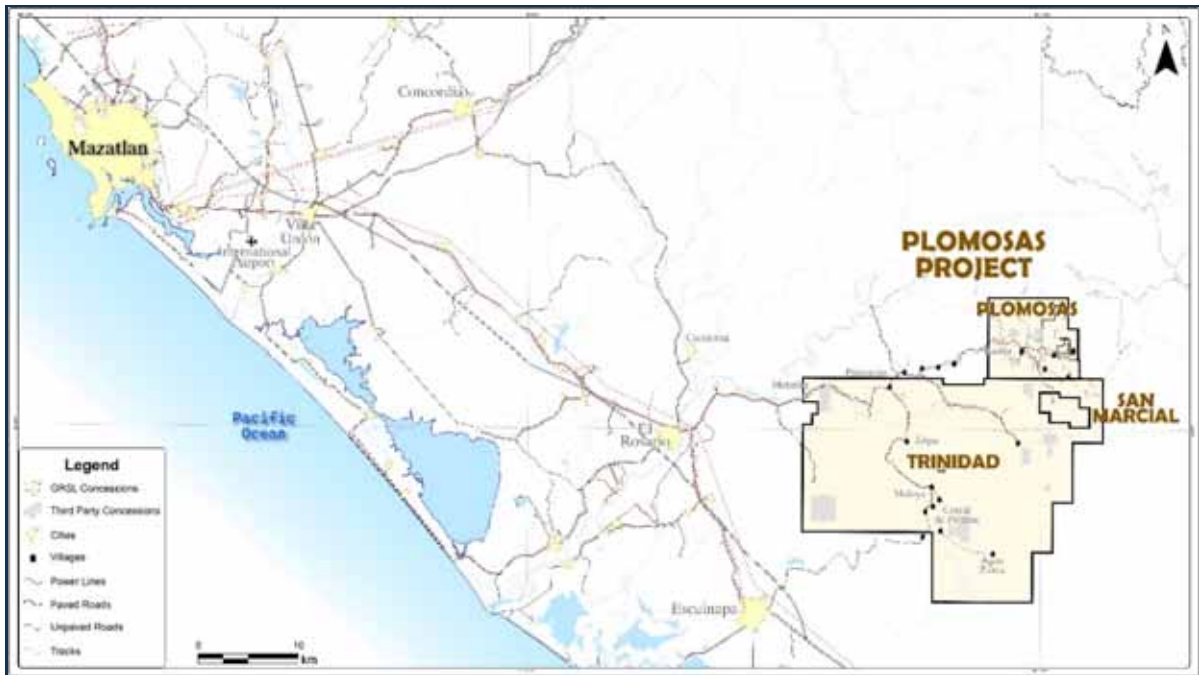 N
Concordia
Mazatlan
Villa
Union
International
Airport
PLOMOSAS
PROJECT
PLOMOSAS
SAN
MARCIAL
Pacific
Ocean
El
Rosario
TRINIDAD
Maloya
Escuinapa
Legend
GRSL Concessions
Third Party Concessions
Cities
Villages
Power Lines
Paved Roads
Unpaved Roads
Tracks
0 10
km